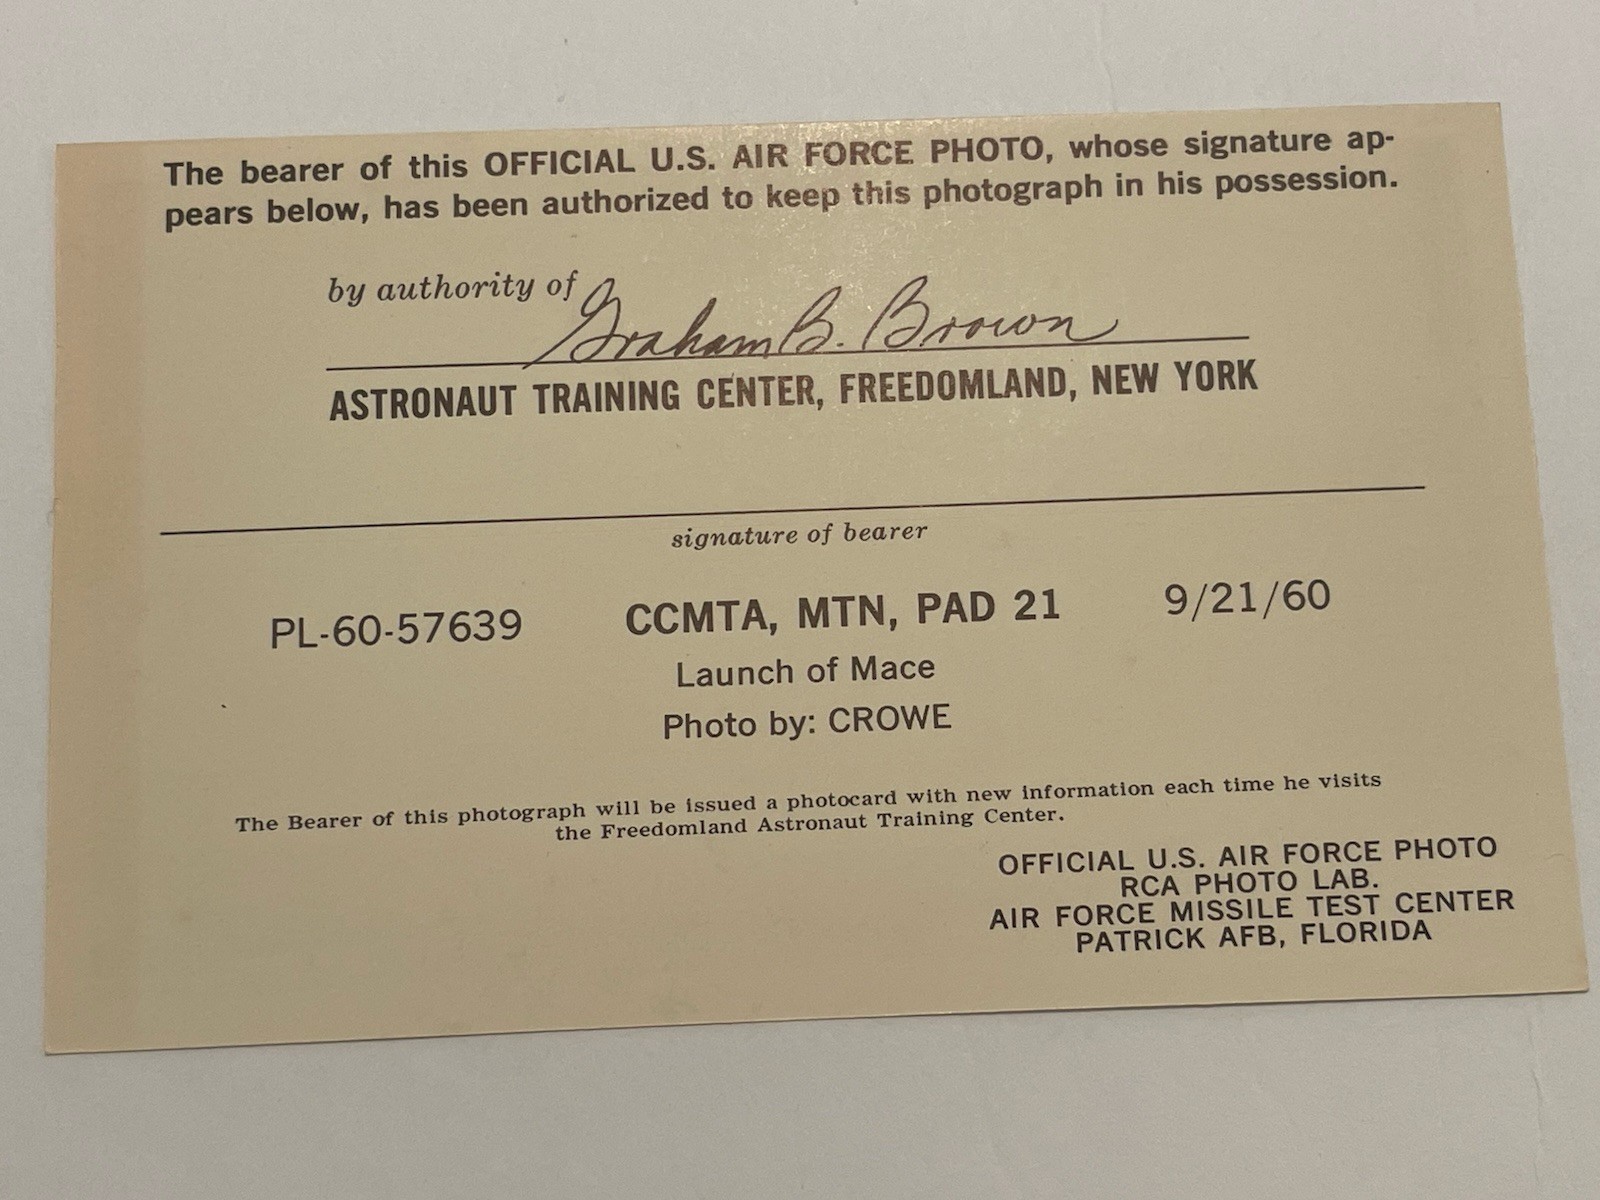 The bearer of this OFFICIAL U.S. AIR FORCE PHOTO, whose signature ap-
pears below, has been authorized to keep this photograph in his possession.
by authority of Graham B. Brown
ASTRONAUT TRAINING CENTER, FREEDOMLAND, NEW YORK
signature of bearer
PL-60-57639 CCMTA, MTN, PAD 21 9/21/60
Launch of Mace
Photo by: CROWE
The Bearer of this photograph will be issued a photocard with new information each time he visits
the Freedomland Astronaut Training Center.
OFFICIAL U.S. AIR FORCE PHOTO
RCA PHOTO LAB.
AIR FORCE MISSILE TEST CENTER
PATRICK AFB, FLORIDA